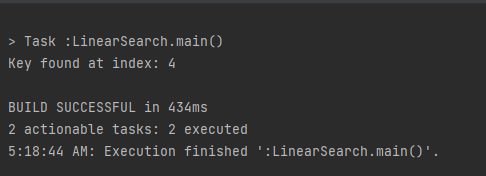 > Task :LinearSearch.main()
Key found at index: 4
BUILD SUCCESSFUL in 434ms
2 actionable tasks: 2 executed
5:18:44 AM: Execution finished ':LinearSearch.main()'.